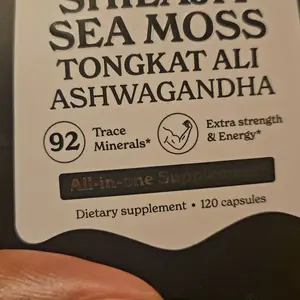 SHILAJIT
SEA MOSS
TONGKAT ALI
ASHWAGANDHA
92 Trace Minerals*
Extra strength & Energy*
All-in-one Supplement
Dietary supplement • 120 capsules